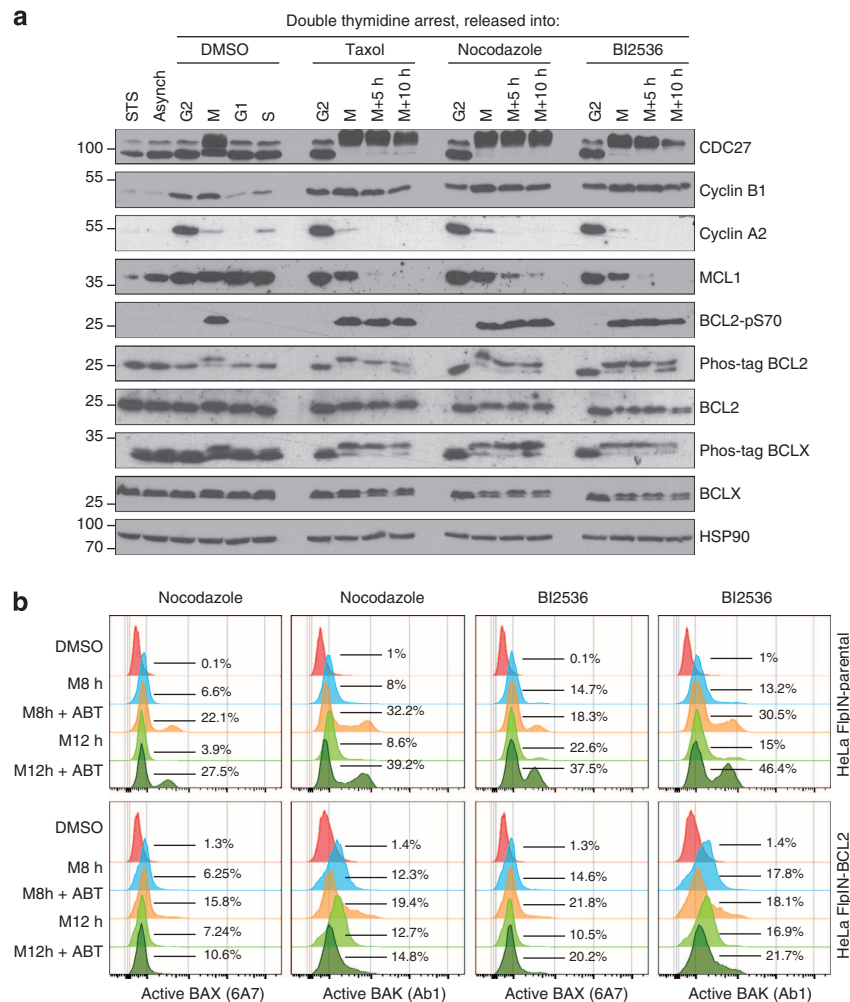 a
Double thymidine arrest, released into:
DMSO Taxol Nocodazole BI2536
STS Asynch G2 M G1 S G2 M M+5 h M+10 h G2 M M+5 h M+10 h G2 M M+5 h M+10 h
100 CDC27
55 Cyclin B1
55 Cyclin A2
35 MCL1
25 BCL2-pS70
25 Phos-tag BCL2
25 BCL2
35 Phos-tag BCLX
25 BCLX
100 HSP90
70
b
Nocodazole Nocodazole BI2536 BI2536
DMSO 0.1% 1% 0.1% 1%
M8 h 6.6% 8% 14.7% 13.2%
M8h + ABT 22.1% 32.2% 18.3% 30.5%
M12 h 3.9% 8.6% 22.6% 15%
M12h + ABT 27.5% 39.2% 37.5% 46.4%
HeLa FlpIN-parental
DMSO 1.3% 1.4% 1.3% 1.4%
M8 h 6.25% 12.3% 14.6% 17.8%
M8h + ABT 15.8% 19.4% 21.8% 18.1%
M12 h 7.24% 12.7% 10.5% 16.9%
M12h + ABT 10.6% 14.8% 20.2% 21.7%
HeLa FlpIN-BCL2
Active BAX (6A7) Active BAK (Ab1) Active BAX (6A7) Active BAK (Ab1)